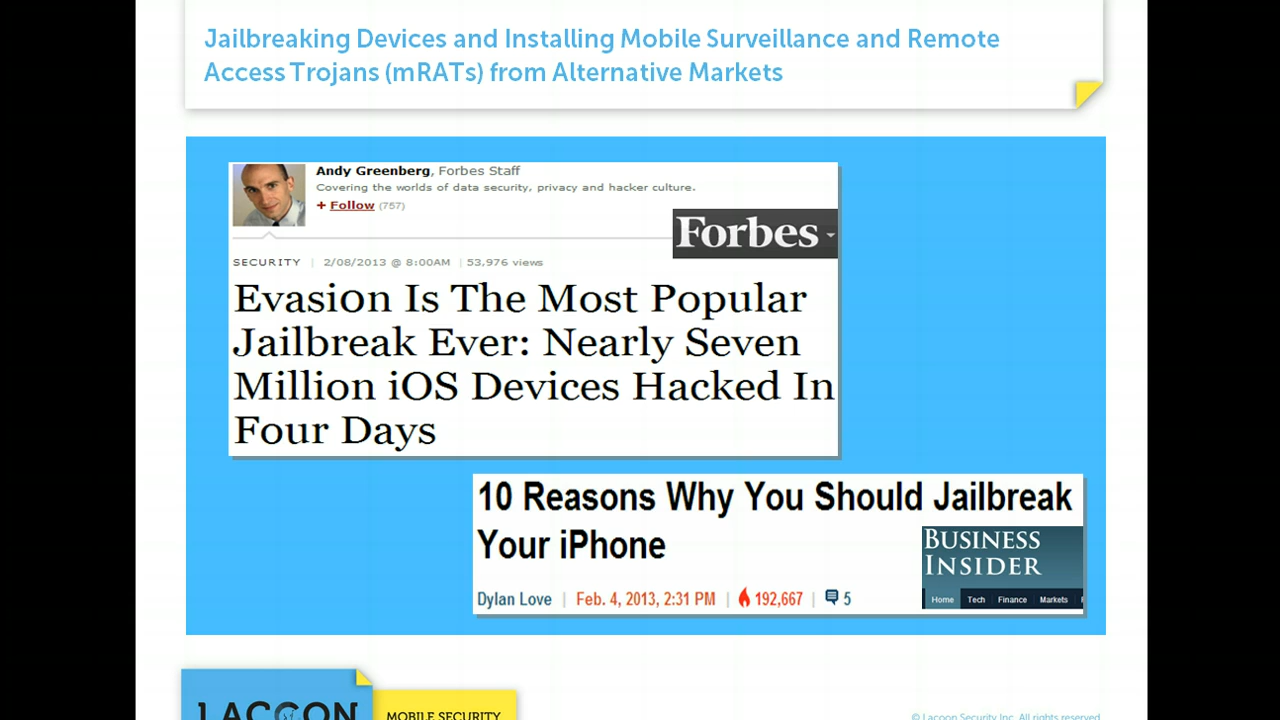 Jailbreaking Devices and Installing Mobile Surveillance and Remote
Access Trojans (mRATs) from Alternative Markets
Andy Greenberg, Forbes Staff
Covering the worlds of data security, privacy and hacker culture.
+ Follow (757)
Forbes
SECURITY | 2/08/2013 @ 8:00AM | 53,976 views
Evasi0n Is The Most Popular
Jailbreak Ever: Nearly Seven
Million iOS Devices Hacked In
Four Days
10 Reasons Why You Should Jailbreak
Your iPhone
BUSINESS
INSIDER
Dylan Love | Feb. 4, 2013, 2:31 PM | 192,667 | 5
Home Tech Finance Markets
LACOON
MOBILE SECURITY
© Lacoon Security Inc. All rights reserved